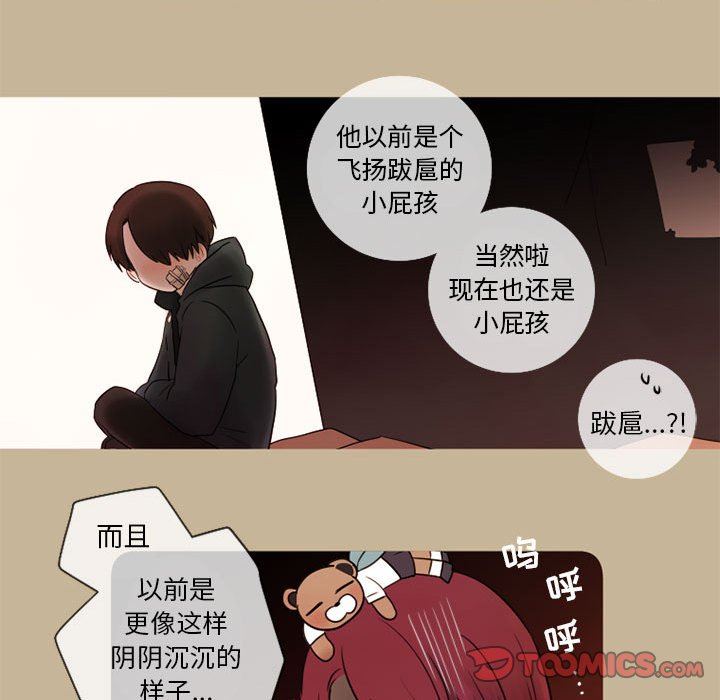 他以前是个
飞扬跋扈的
小屁孩
当然啦
现在也还是
小屁孩
跋扈...?!
而且
以前是
更像这样
阴阴沉沉的
样子...
呜
呼
呼
...
TOOMICS.COM